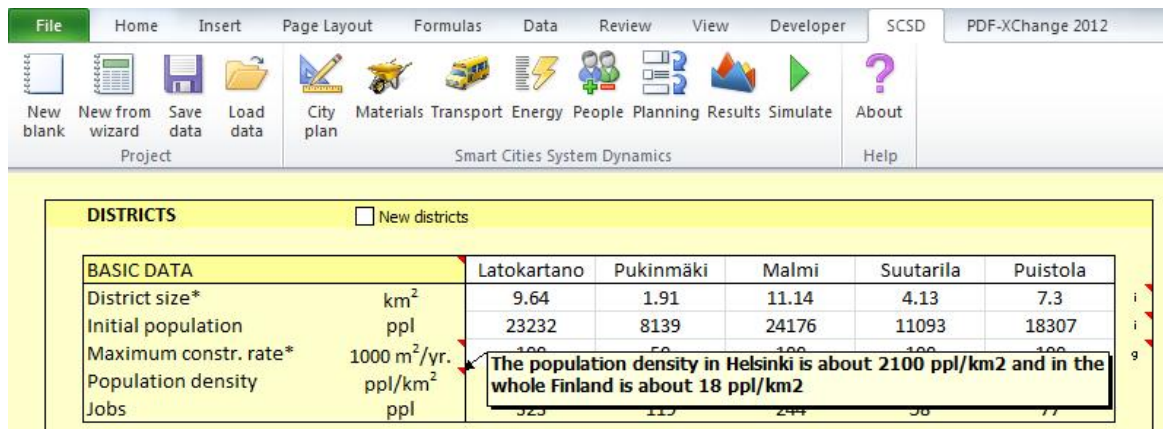 File Home Insert Page Layout Formulas Data Review View Developer SCSD PDF-XChange 2012
New blank New from wizard Save data Load data City plan Materials Transport Energy People Planning Results Simulate About
Project Smart Cities System Dynamics Help
DISTRICTS New districts
BASIC DATA Latokartano Pukinmäki Malmi Suutarila Puistola
District size* km² 9.64 1.91 11.14 4.13 7.3 i
Initial population ppl 23232 8139 24176 11093 18307 i
Maximum constr. rate* 1000 m²/yr. g
The population density in Helsinki is about 2100 ppl/km2 and in the
Population density ppl/km²
whole Finland is about 18 ppl/km2
Jobs ppl